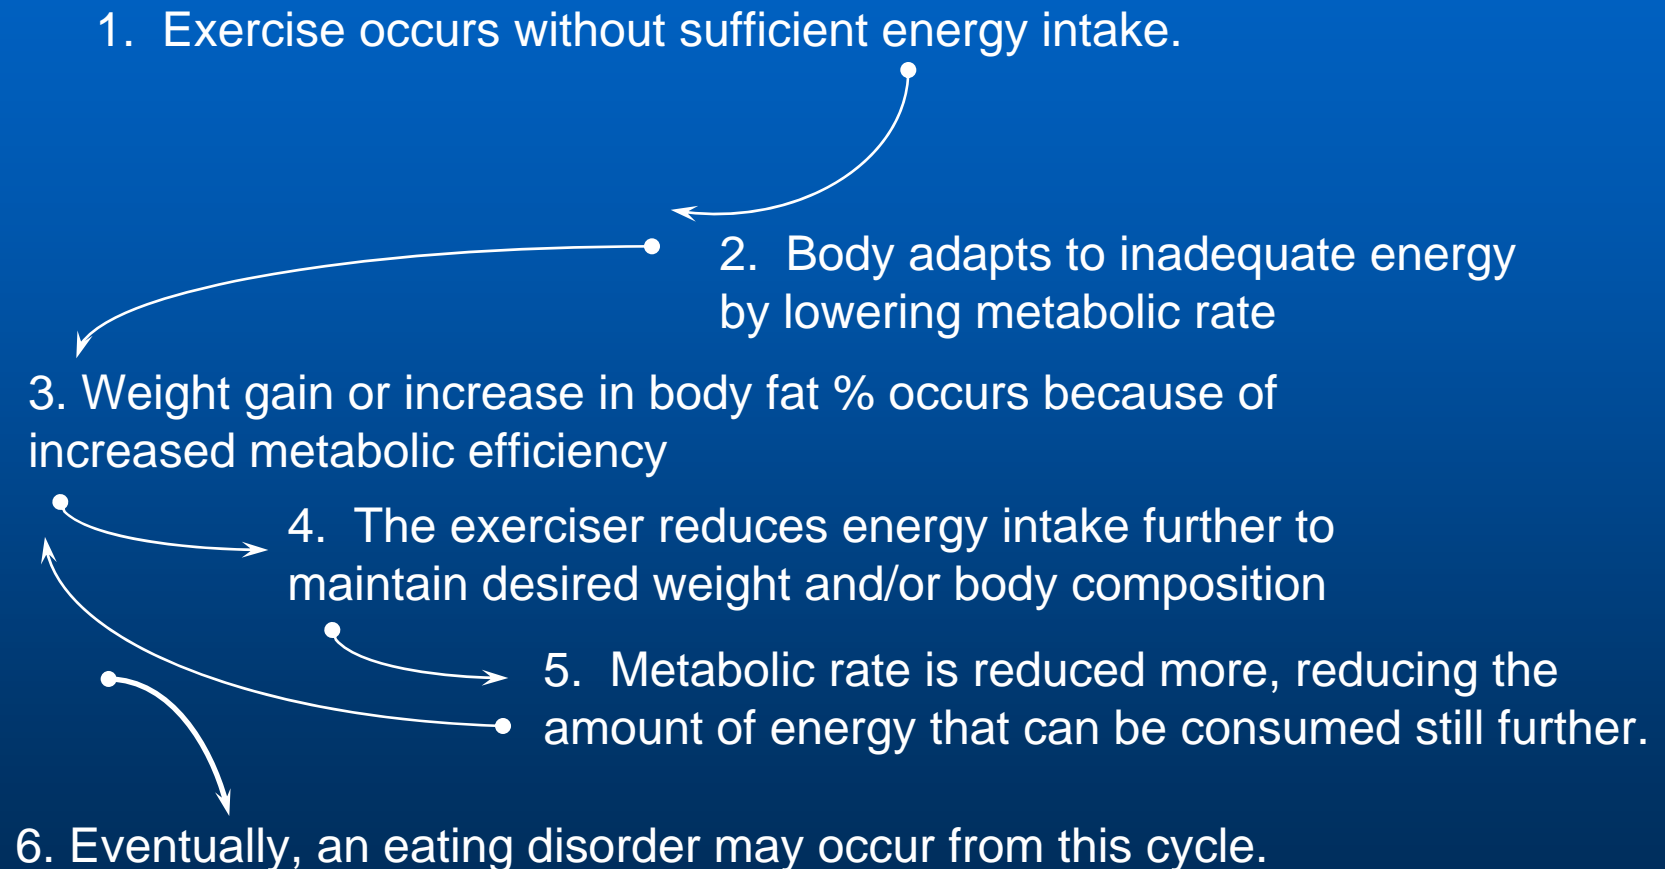 1. Exercise occurs without sufficient energy intake.
2. Body adapts to inadequate energy
by lowering metabolic rate
3. Weight gain or increase in body fat % occurs because of
increased metabolic efficiency
4. The exerciser reduces energy intake further to
maintain desired weight and/or body composition
5. Metabolic rate is reduced more, reducing the
amount of energy that can be consumed still further.
6. Eventually, an eating disorder may occur from this cycle.